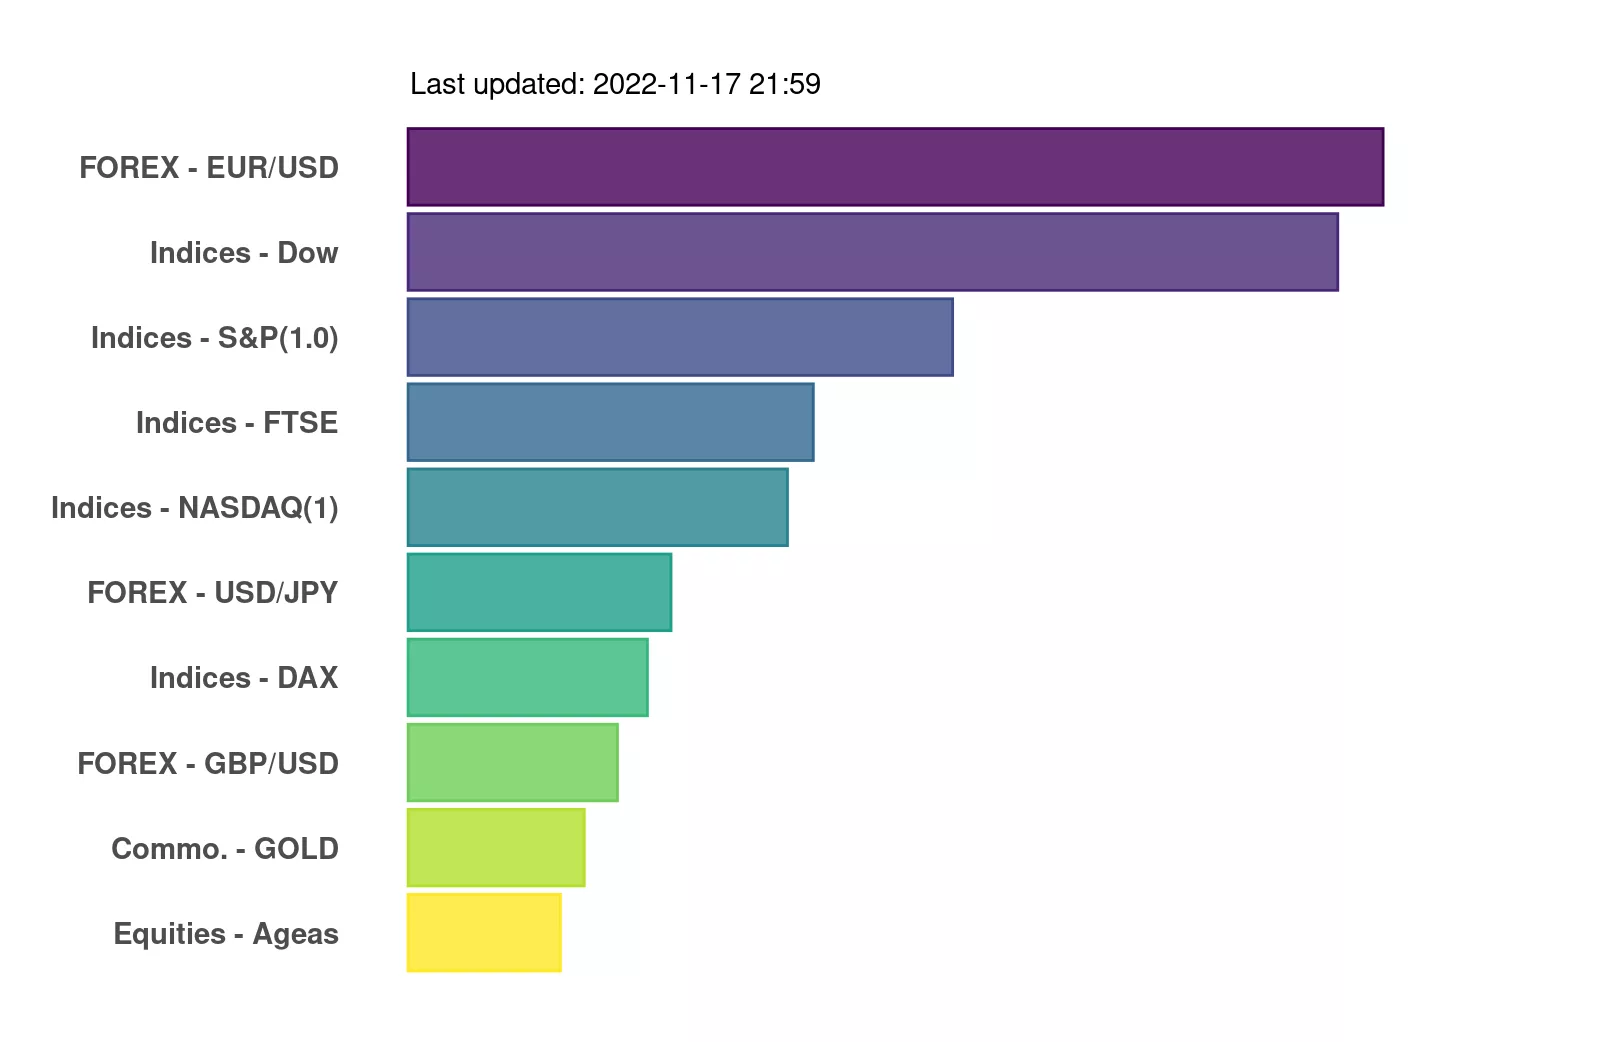 Last updated: 2022-11-17 21:59
FOREX - EUR/USD
Indices - Dow
Indices - S&P(1.0)
Indices - FTSE
Indices - NASDAQ(1)
FOREX - USD/JPY
Indices - DAX
FOREX - GBP/USD
Commo. - GOLD
Equities - Ageas